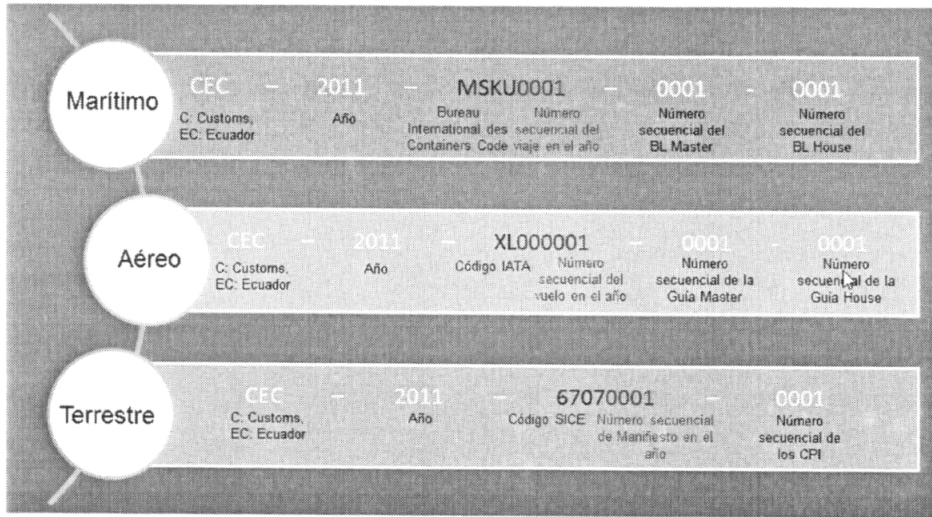 Marítimo
CEC – 2011 – MSKU0001 – 0001 – 0001
C: Customs, EC: Ecuador
Año
Bureau International des Containers Code
Número secuencial del viaje en el año
Número secuencial del BL Master
Número secuencial del BL House
Aéreo
CEC – 2011 – XL000001 – 0001 – 0001
C: Customs, EC: Ecuador
Año
Código IATA
Número secuencial del vuelo en el año
Número secuencial de la Guía Master
Número secuencial de la Guía House
Terrestre
CEC – 2011 – 67070001 – 0001
C: Customs, EC: Ecuador
Año
Código SICE
Número secuencial de Manifiesto en el año
Número secuencial de los CPI